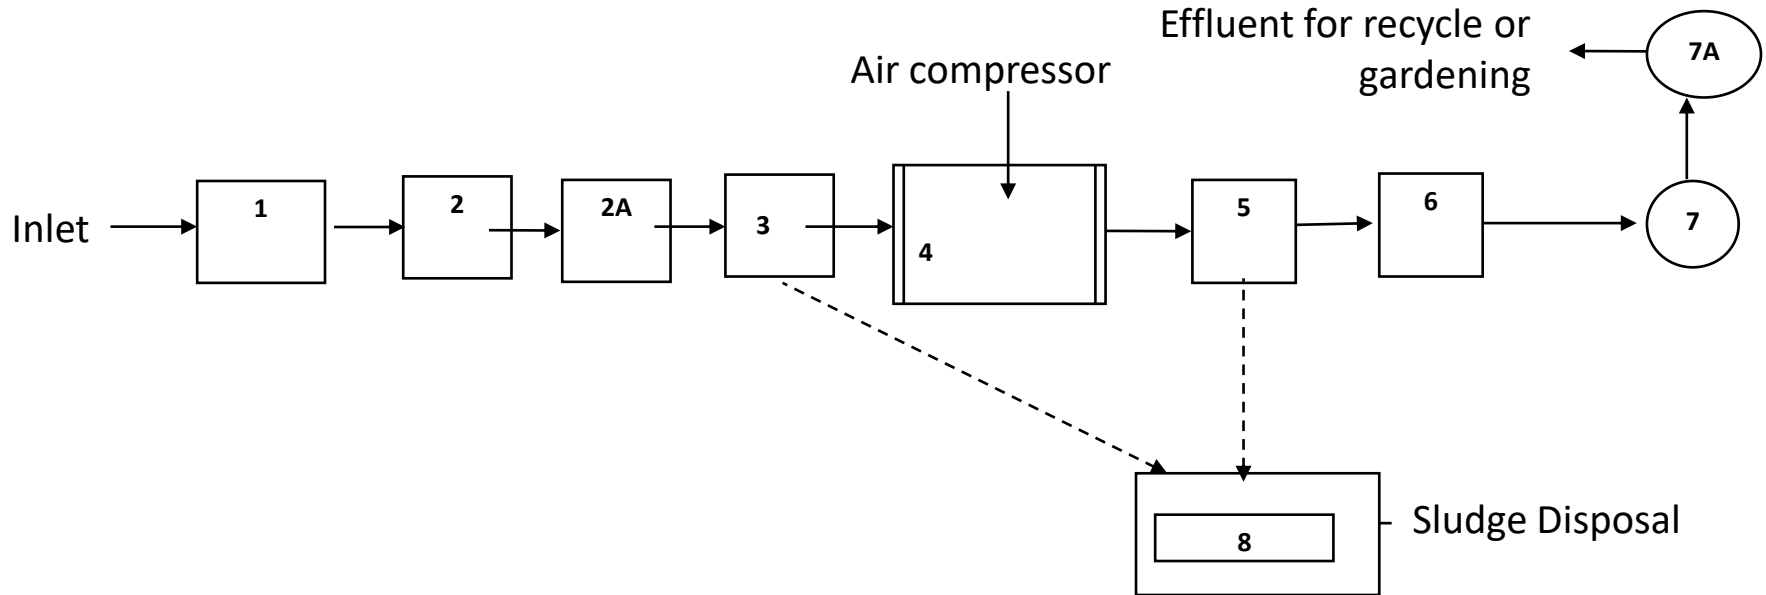 Effluent for recycle or
gardening
7A
Air compressor
Inlet
1
2
2A
3
4
5
6
7
8
Sludge Disposal